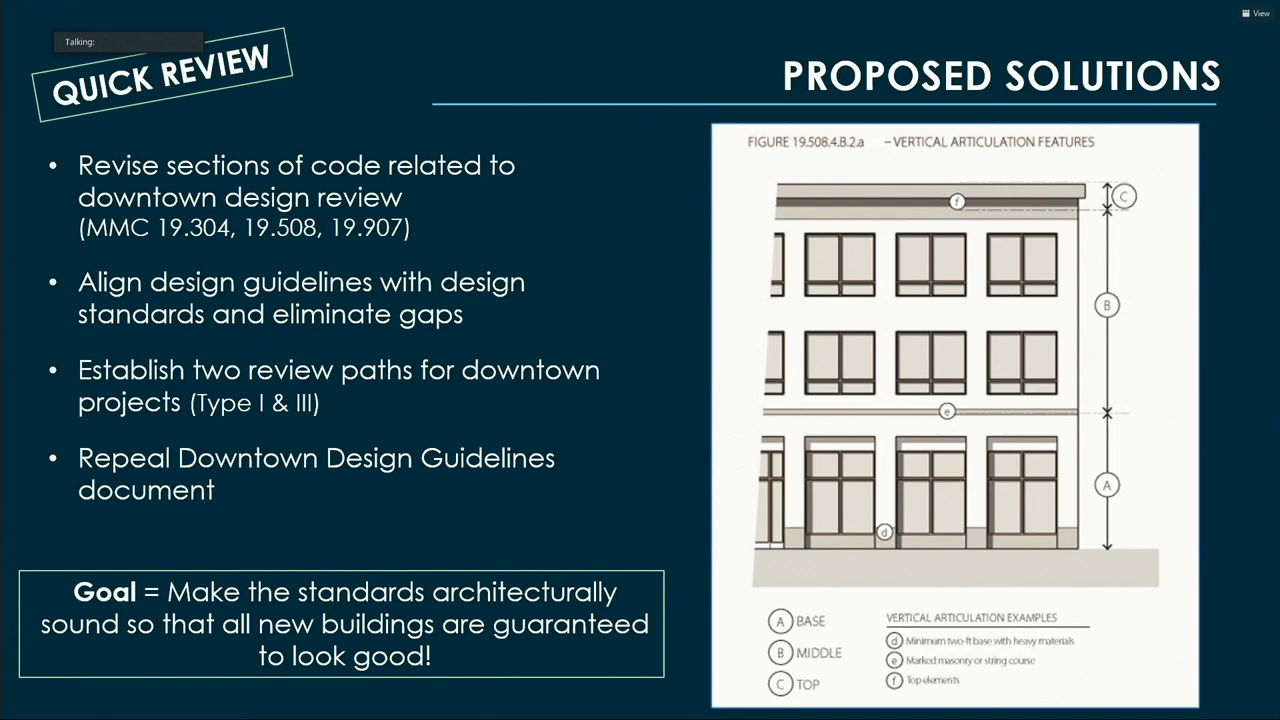 View
Talking:
QUICK REVIEW
PROPOSED SOLUTIONS
• Revise sections of code related to
downtown design review
(MMC 19.304, 19.508, 19.907)
• Align design guidelines with design
standards and eliminate gaps
• Establish two review paths for downtown
projects (Type I & III)
• Repeal Downtown Design Guidelines
document
Goal = Make the standards architecturally
sound so that all new buildings are guaranteed
to look good!
FIGURE 19.508.4.B.2.a – VERTICAL ARTICULATION FEATURES
f
C
B
e
A
d
A BASE
B MIDDLE
C TOP
VERTICAL ARTICULATION EXAMPLES
d Minimum two-ft base with heavy materials
e Marked masonry or string course
f Top elements